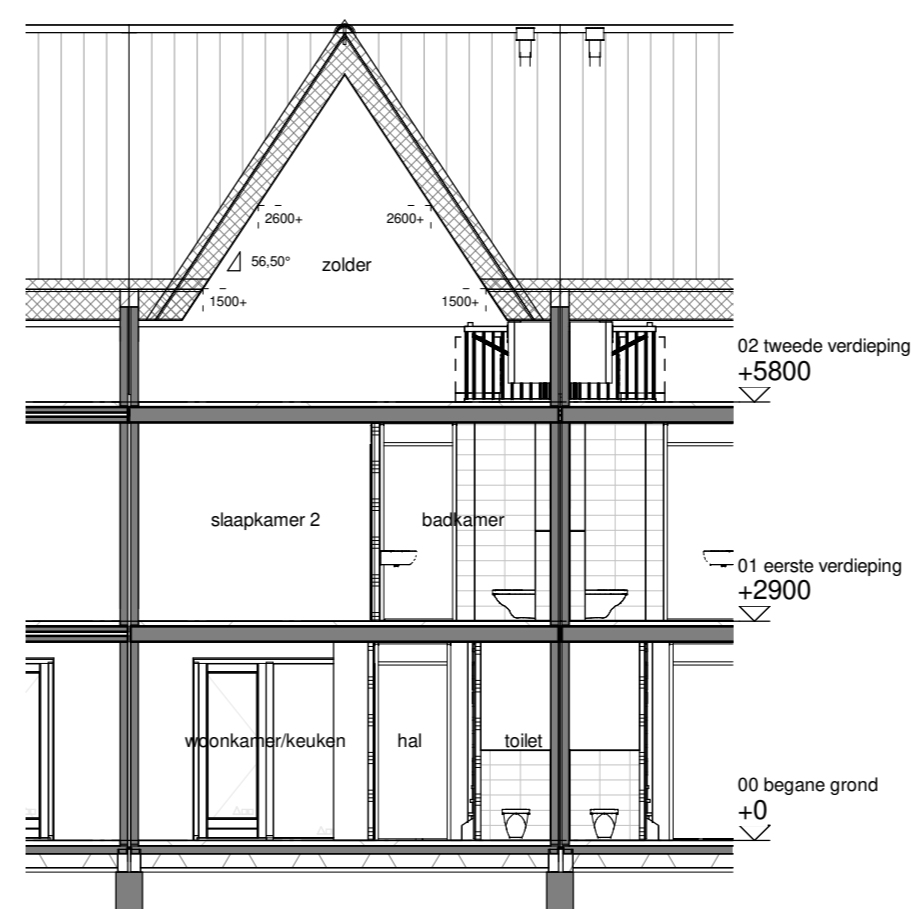 2600+ 2600+
56,50° zolder
1500+ 1500+
02 tweede verdieping
+5800
slaapkamer 2 badkamer
01 eerste verdieping
+2900
woonkamer/keuken hal toilet
00 begane grond
+0